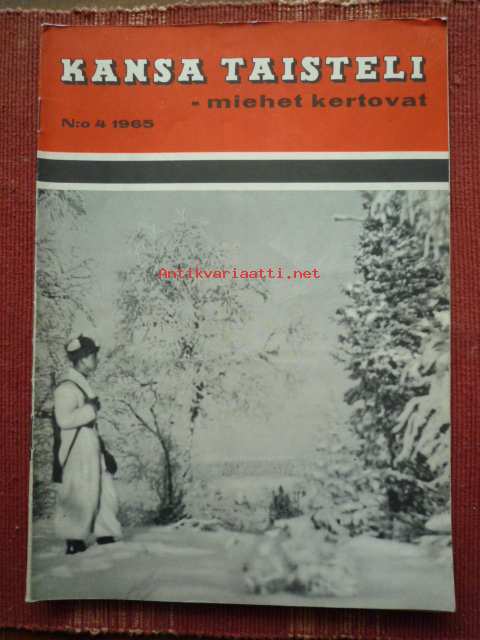 KANSA TAISTELI
- miehet kertovat
N:o 4 1965
Antikvariaatti.net